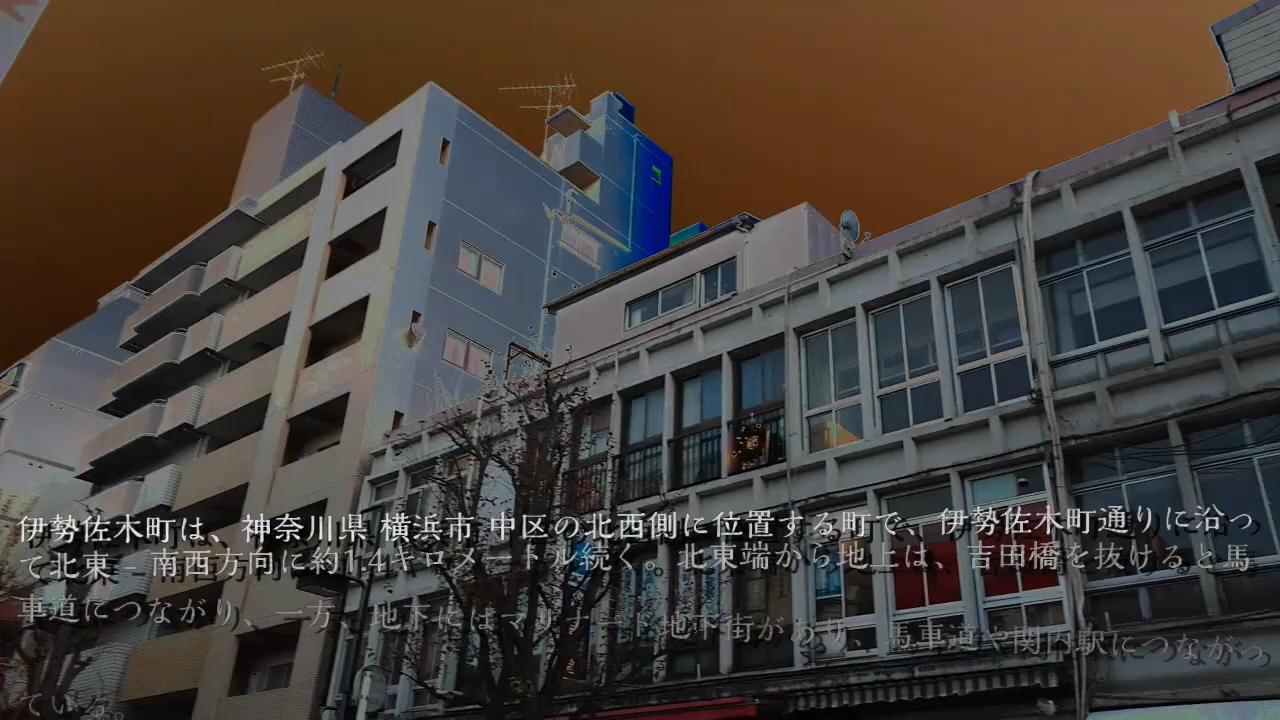 伊勢佐木町は、神奈川県 横浜市 中区の北西側に位置する町で、伊勢佐木町通りに沿っ
て北東 – 南西方向に約1.4キロメートル続く。北東端から地上は、吉田橋を抜けると馬
車道につながり、一方、地下にはマリナード地下街があり、馬車道や関内駅につながっ
ている。